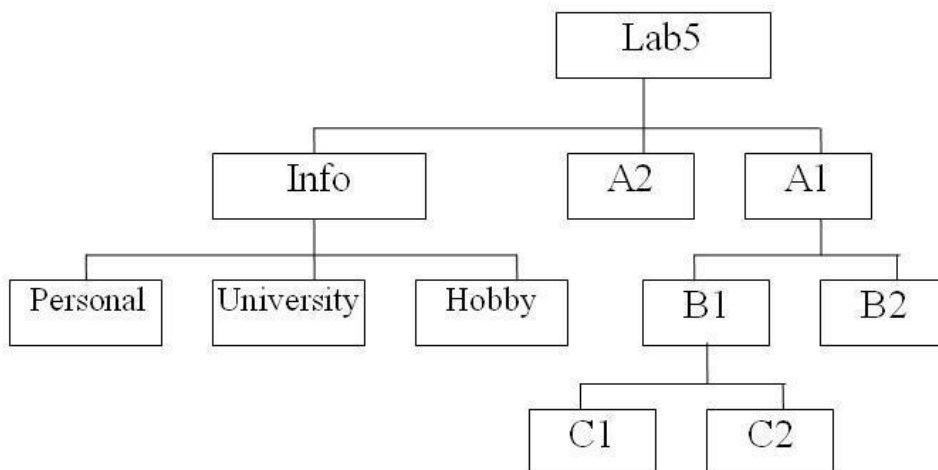 Lab5
Info
A2
A1
Personal
University
Hobby
B1
B2
C1
C2